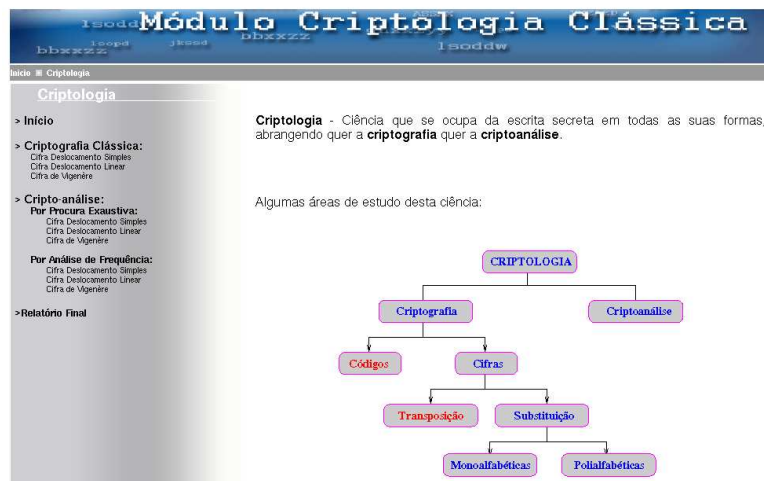 Módulo Criptologia Clássica
bbxxzz
lsoddw
Início Criptologia
Criptologia
> Início
> Criptografia Clássica:
Cifra Deslocamento Simples
Cifra Deslocamento Linear
Cifra de Vigenére
> Cripto-análise:
Por Procura Exaustiva:
Cifra Deslocamento Simples
Cifra Deslocamento Linear
Cifra de Vigenére
Por Análise de Frequência:
Cifra Deslocamento Simples
Cifra Deslocamento Linear
Cifra de Vigenére
>Relatório Final
Criptologia - Ciência que se ocupa da escrita secreta em todas as suas formas,
abrangendo quer a criptografia quer a criptoanálise.
Algumas áreas de estudo desta ciência:
CRIPTOLOGIA
Criptografia Criptoanálise
Códigos Cifras
Transposição Substituição
Monoalfabéticas Polialfabéticas